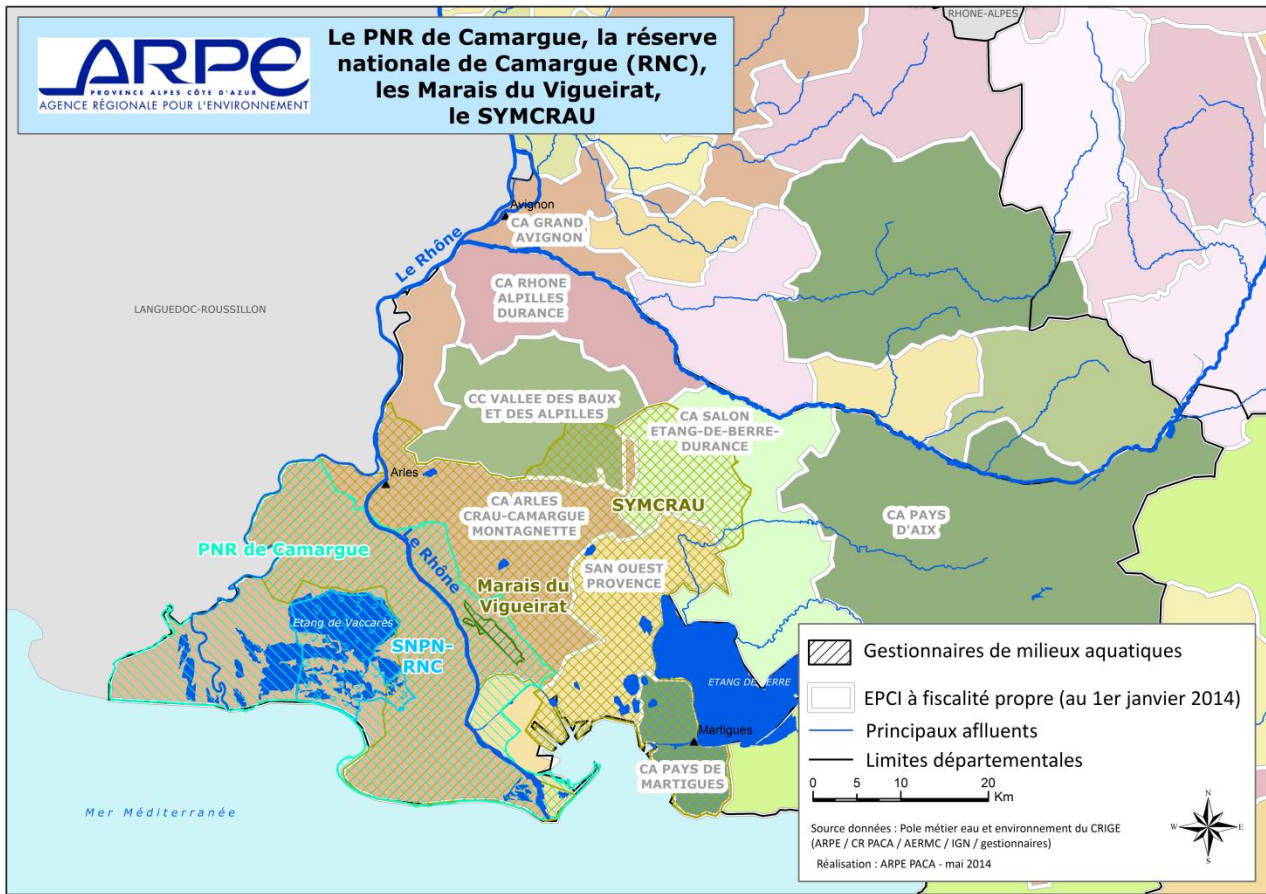 ARPE
PROVENCE ALPES CÔTE D'AZUR
AGENCE RÉGIONALE POUR L'ENVIRONNEMENT
Le PNR de Camargue, la réserve
nationale de Camargue (RNC),
les Marais du Vigueirat,
le SYMCRAU
RHONE-ALPES
Avignon
CA GRAND
AVIGNON
Le Rhône
LANGUEDOC-ROUSSILLON
CA RHONE
ALPILLES
DURANCE
CC VALLEE DES BAUX
ET DES ALPILLES
CA SALON
ETANG-DE-BERRE-
DURANCE
Arles
CA ARLES
CRAU-CAMARGUE
MONTAGNETTE
SYMCRAU
CA PAYS
D'AIX
PNR de Camargue
Le Rhône
SAN OUEST
PROVENCE
Marais du
Vigueirat
Etang de Vaccarès
SNPN-
RNC
ETANG DE BERRE
Martigues
CA PAYS DE
MARTIGUES
Mer Méditerranée
Gestionnaires de milieux aquatiques
EPCI à fiscalité propre (au 1er janvier 2014)
Principaux afluents
Limites départementales
0 5 10 20
Km
Source données : Pole métier eau et environnement du CRIGE
(ARPE / CR PACA / AERMC / IGN / gestionnaires)
Réalisation : ARPE PACA - mai 2014
N
W E
S